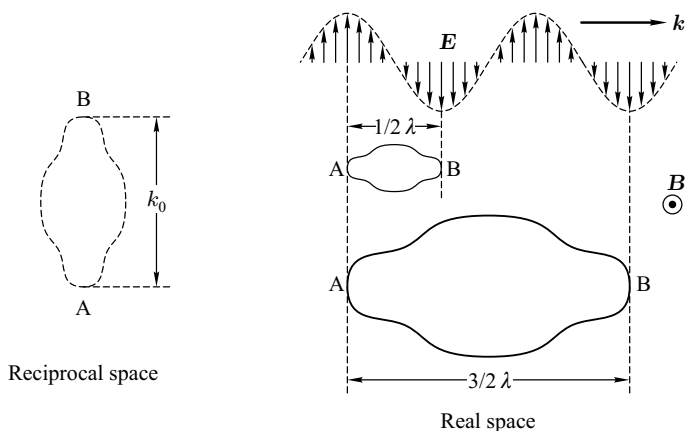 B
k₀
A
Reciprocal space
E
k
1/2 λ
A
B
B
A
B
3/2 λ
Real space